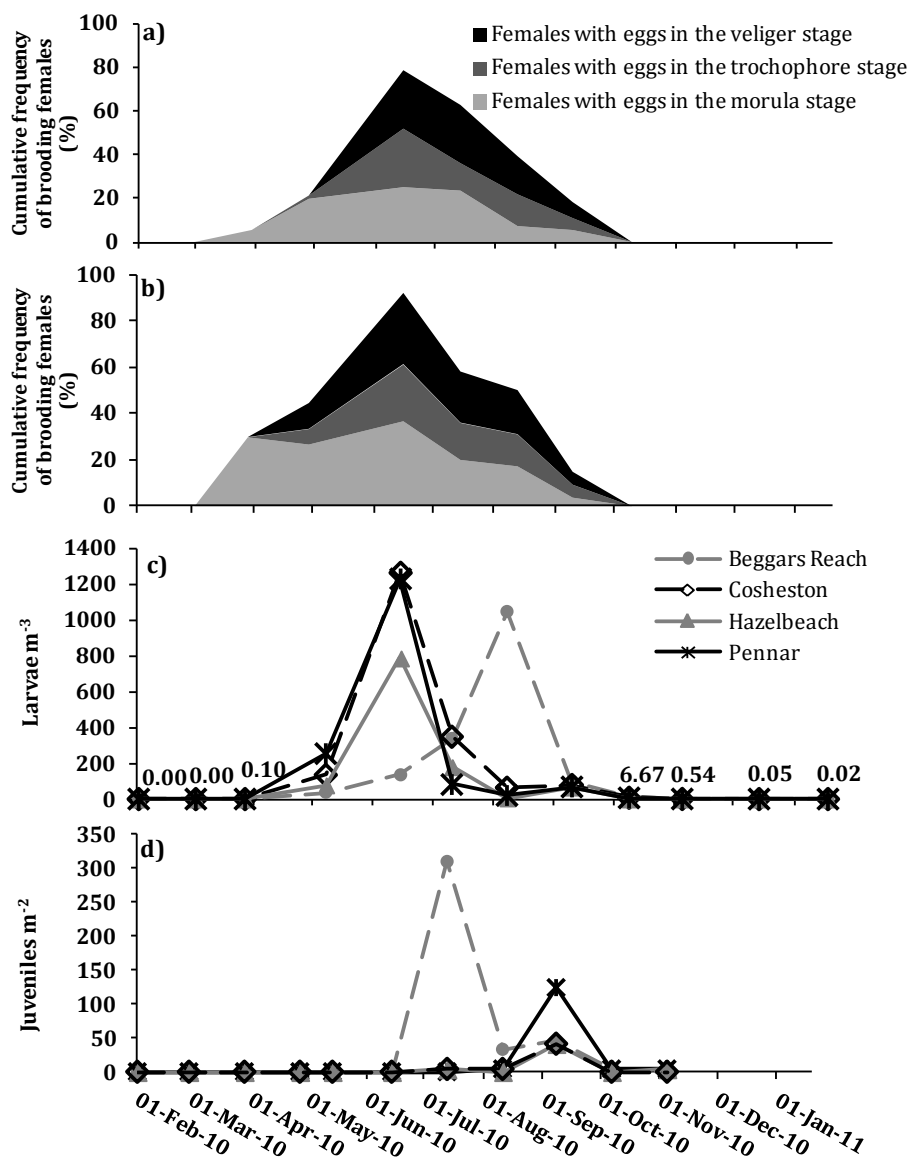 a)
Cumulative frequency
of brooding females
(%)
100
80
60
40
20
0
Females with eggs in the veliger stage
Females with eggs in the trochophore stage
Females with eggs in the morula stage
b)
Cumulative frequency
of brooding females
(%)
100
80
60
40
20
0
c)
Larvae m-3
1400
1200
1000
800
600
400
200
0
Beggars Reach
Cosheston
Hazelbeach
Pennar
0.00 0.00 0.10 6.67 0.54 0.05 0.02
d)
Juveniles m-2
350
300
250
200
150
100
50
0
01-Feb-10
01-Mar-10
01-Apr-10
01-May-10
01-Jun-10
01-Jul-10
01-Aug-10
01-Sep-10
01-Oct-10
01-Nov-10
01-Dec-10
01-Jan-11